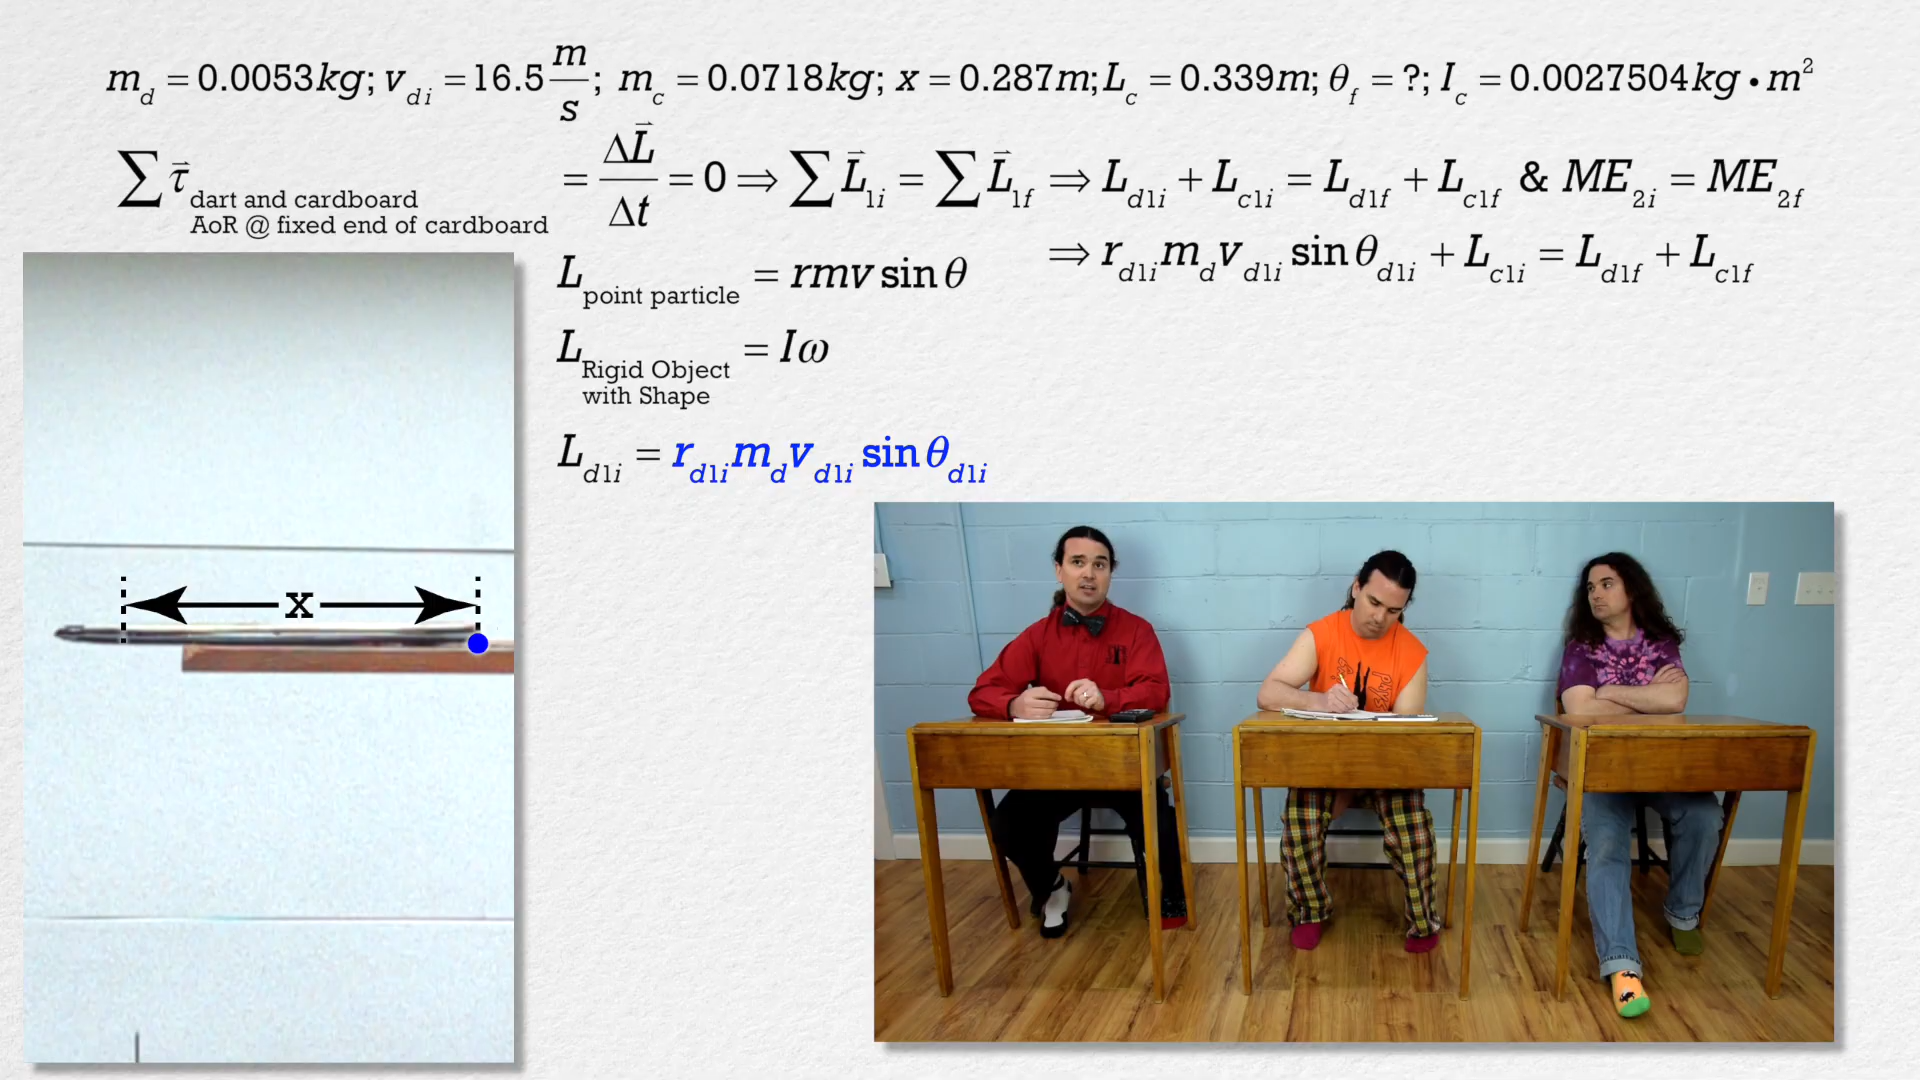 m_d = 0.0053kg; v_di = 16.5 m/s; m_c = 0.0718kg; x = 0.287m; L_c = 0.339m; θ_f = ?; I_c = 0.0027504kg • m²
∑τ⃗ dart and cardboard = ΔL⃗/Δt = 0 ⇒ ∑L⃗_1i = ∑L⃗_1f ⇒ L_d1i + L_c1i = L_d1f + L_c1f & ME_2i = ME_2f
AoR @ fixed end of cardboard
⇒ r_d1i m_d v_d1i sin θ_d1i + L_c1i = L_d1f + L_c1f
L point particle = rmv sin θ
L Rigid Object = Iω
with Shape
L_d1i = r_d1i m_d v_d1i sin θ_d1i
x